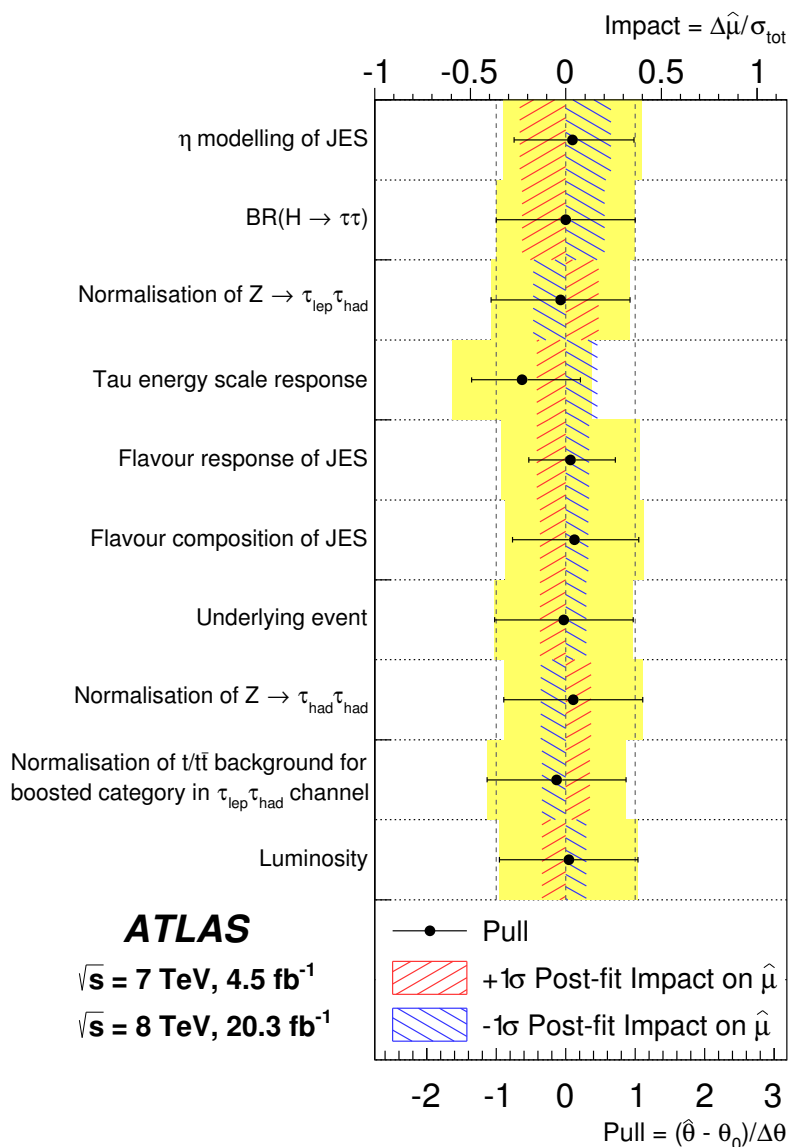 Impact = Δμ̂/σ_tot
-1 -0.5 0 0.5 1
η modelling of JES
BR(H → ττ)
Normalisation of Z → τ_lep τ_had
Tau energy scale response
Flavour response of JES
Flavour composition of JES
Underlying event
Normalisation of Z → τ_had τ_had
Normalisation of t/tt̄ background for
boosted category in τ_lep τ_had channel
Luminosity
ATLAS
√s = 7 TeV, 4.5 fb⁻¹
√s = 8 TeV, 20.3 fb⁻¹
Pull
+1σ Post-fit Impact on μ̂
-1σ Post-fit Impact on μ̂
-2 -1 0 1 2 3
Pull = (θ̂ - θ₀)/Δθ